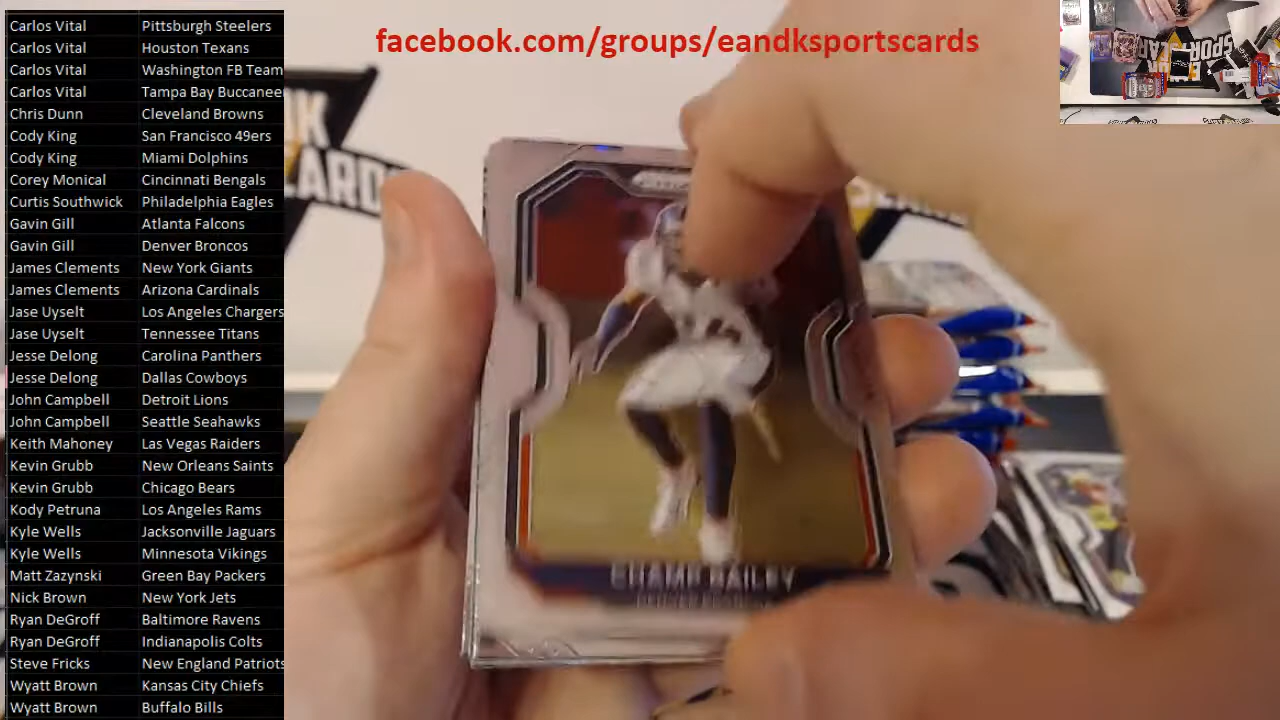 Carlos Vital Pittsburgh Steelers
Carlos Vital Houston Texans
Carlos Vital Washington FB Team
Carlos Vital Tampa Bay Buccanee
Chris Dunn Cleveland Browns
Cody King San Francisco 49ers
Cody King Miami Dolphins
Corey Monical Cincinnati Bengals
Curtis Southwick Philadelphia Eagles
Gavin Gill Atlanta Falcons
Gavin Gill Denver Broncos
James Clements New York Giants
James Clements Arizona Cardinals
Jase Uyselt Los Angeles Chargers
Jase Uyselt Tennessee Titans
Jesse Delong Carolina Panthers
Jesse Delong Dallas Cowboys
John Campbell Detroit Lions
John Campbell Seattle Seahawks
Keith Mahoney Las Vegas Raiders
Kevin Grubb New Orleans Saints
Kevin Grubb Chicago Bears
Kody Petruna Los Angeles Rams
Kyle Wells Jacksonville Jaguars
Kyle Wells Minnesota Vikings
Matt Zazynski Green Bay Packers
Nick Brown New York Jets
Ryan DeGroff Baltimore Ravens
Ryan DeGroff Indianapolis Colts
Steve Fricks New England Patriots
Wyatt Brown Kansas City Chiefs
Wyatt Brown Buffalo Bills
facebook.com/groups/eandksportscards
CHAMP BAILEY